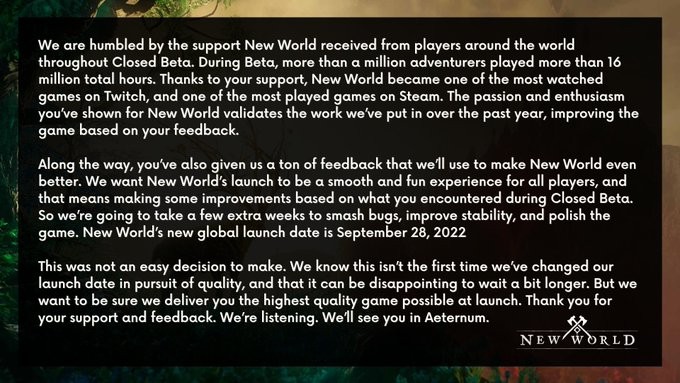 We are humbled by the support New World received from players around the world
throughout Closed Beta. During Beta, more than a million adventurers played more than 16
million total hours. Thanks to your support, New World became one of the most watched
games on Twitch, and one of the most played games on Steam. The passion and enthusiasm
you've shown for New World validates the work we've put in over the past year, improving the
game based on your feedback.
Along the way, you've also given us a ton of feedback that we'll use to make New World even
better. We want New World's launch to be a smooth and fun experience for all players, and
that means making some improvements based on what you encountered during Closed Beta.
So we're going to take a few extra weeks to smash bugs, improve stability, and polish the
game. New World's new global launch date is September 28, 2022
This was not an easy decision to make. We know this isn't the first time we've changed our
launch date in pursuit of quality, and that it can be disappointing to wait a bit longer. But we
want to be sure we deliver you the highest quality game possible at launch. Thank you for
your support and feedback. We're listening. We'll see you in Aeternum.
NEW WORLD